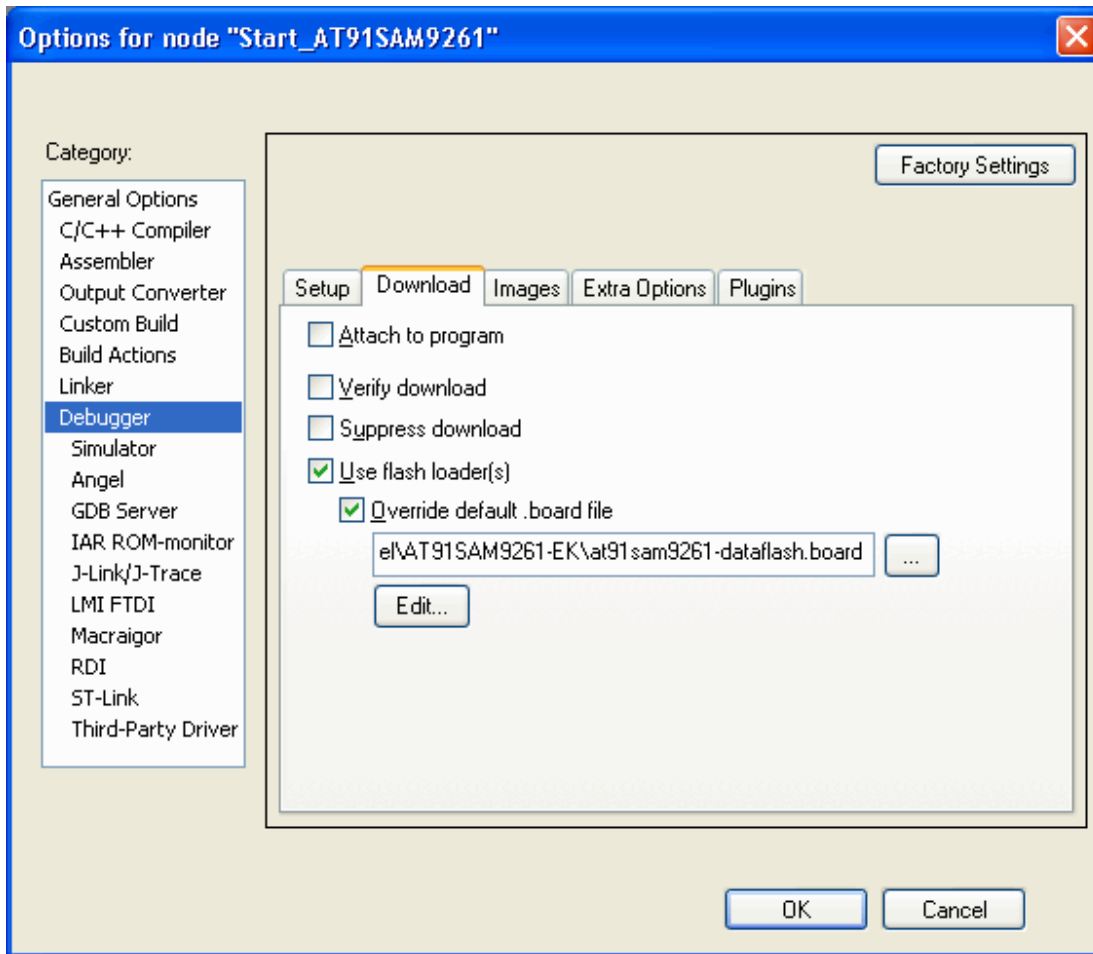 Options for node "Start_AT91SAM9261"
Category:
Factory Settings
General Options
C/C++ Compiler
Assembler
Output Converter
Custom Build
Build Actions
Linker
Debugger
Simulator
Angel
GDB Server
IAR ROM-monitor
J-Link/J-Trace
LMI FTDI
Macraigor
RDI
ST-Link
Third-Party Driver
Setup Download Images Extra Options Plugins
Attach to program
Verify download
Suppress download
Use flash loader(s)
Override default .board file
el\AT91SAM9261-EK\at91sam9261-dataflash.board ...
Edit...
OK Cancel